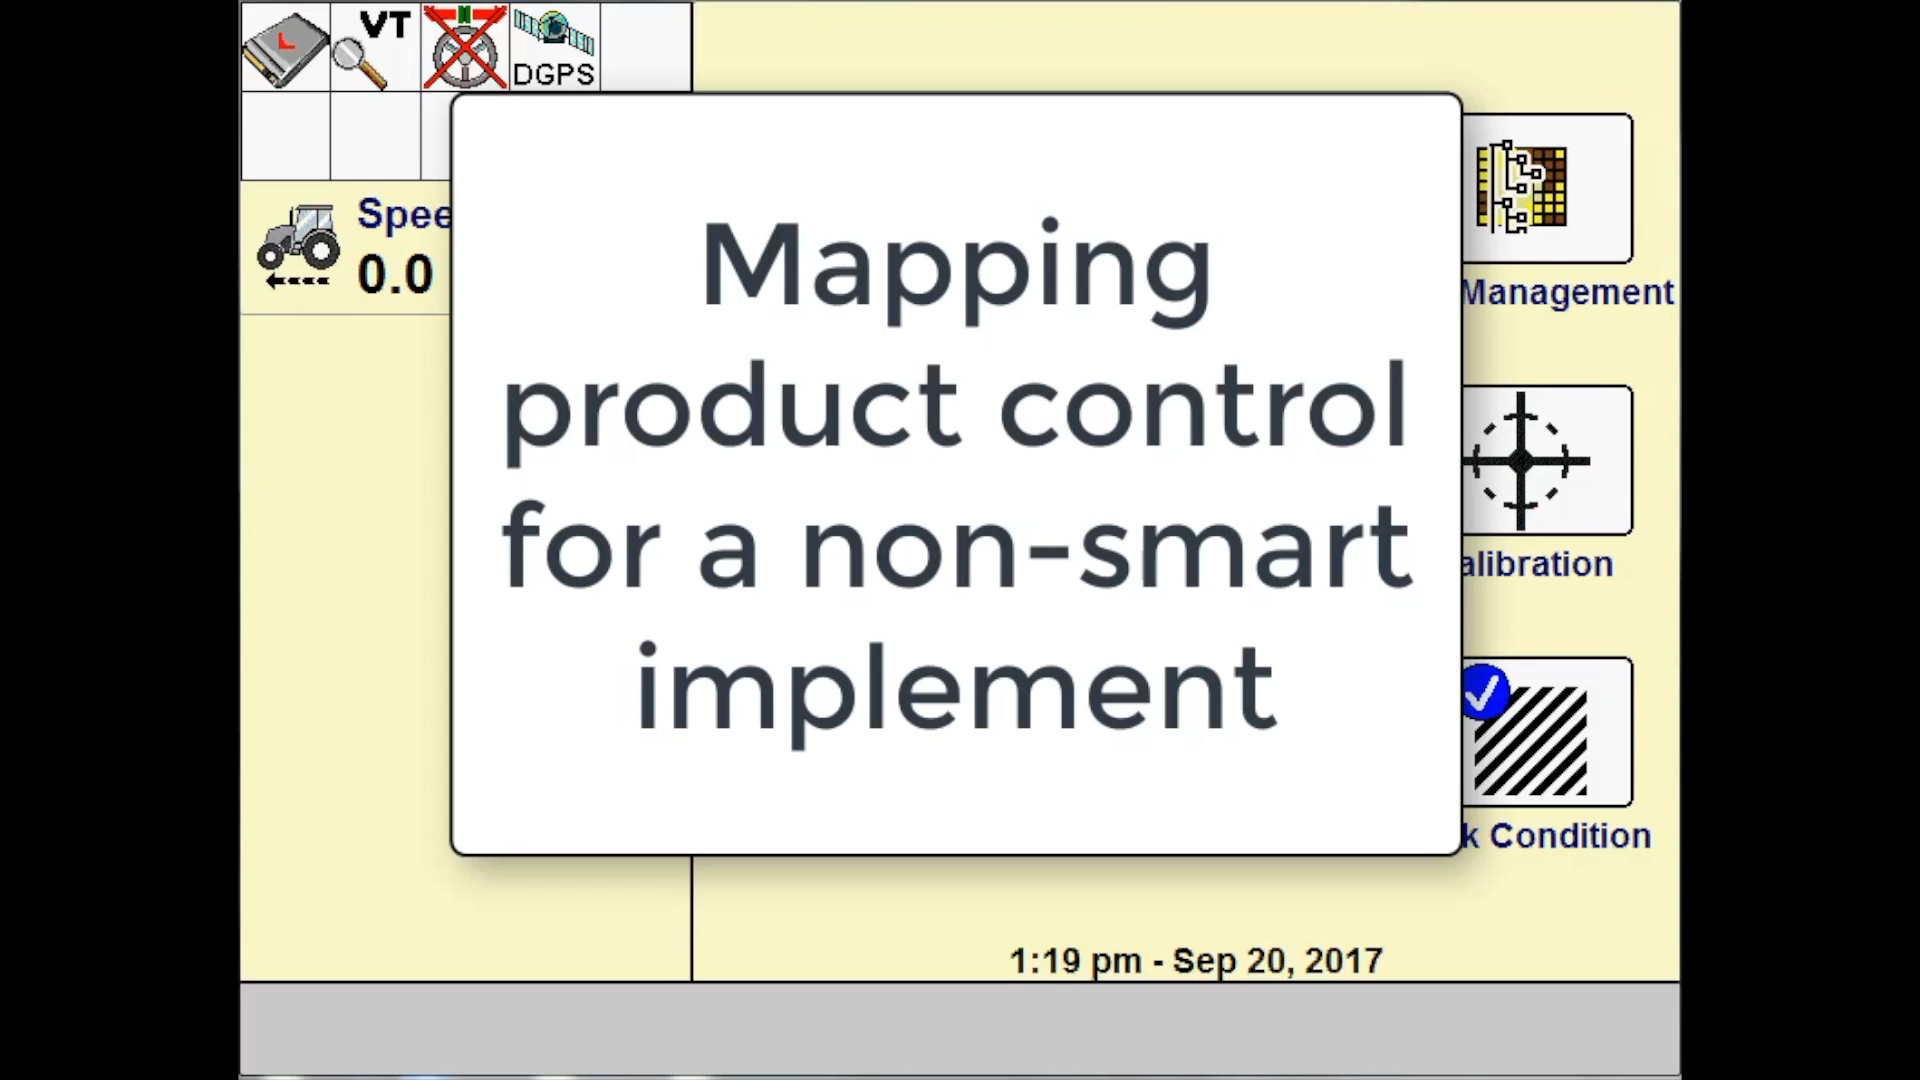 VT
DGPS
Spee
0.0
Mapping
product control
for a non-smart
implement
Management
alibration
k Condition
1:19 pm - Sep 20, 2017